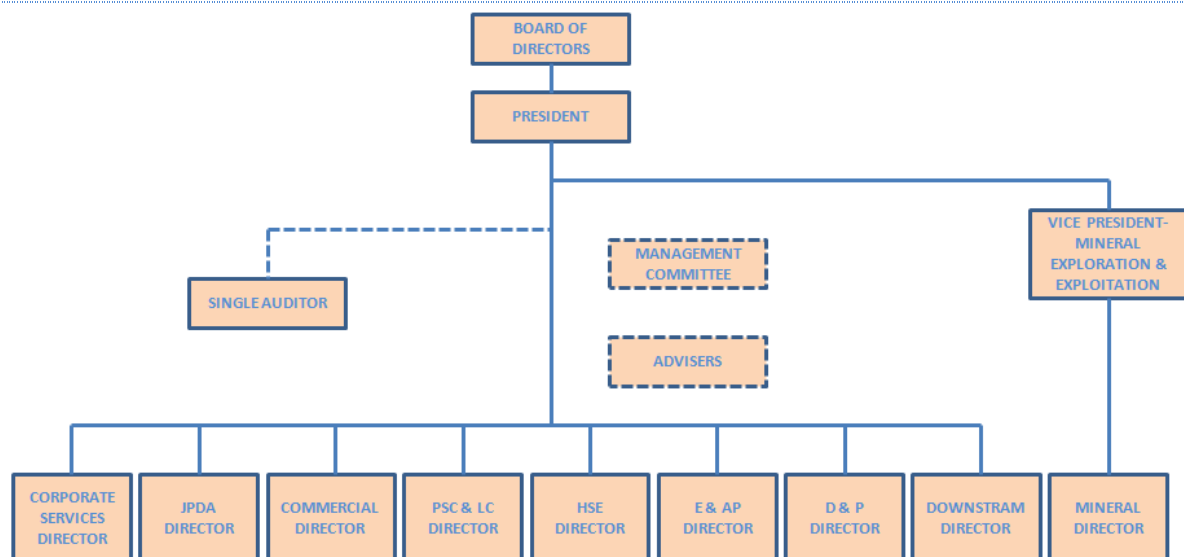 BOARD OF
DIRECTORS
PRESIDENT
VICE PRESIDENT-
MINERAL
EXPLORATION &
EXPLOITATION
MANAGEMENT
COMMITTEE
SINGLE AUDITOR
ADVISERS
CORPORATE
SERVICES
DIRECTOR
JPDA
DIRECTOR
COMMERCIAL
DIRECTOR
PSC & LC
DIRECTOR
HSE
DIRECTOR
E & AP
DIRECTOR
D & P
DIRECTOR
DOWNSTRAM
DIRECTOR
MINERAL
DIRECTOR